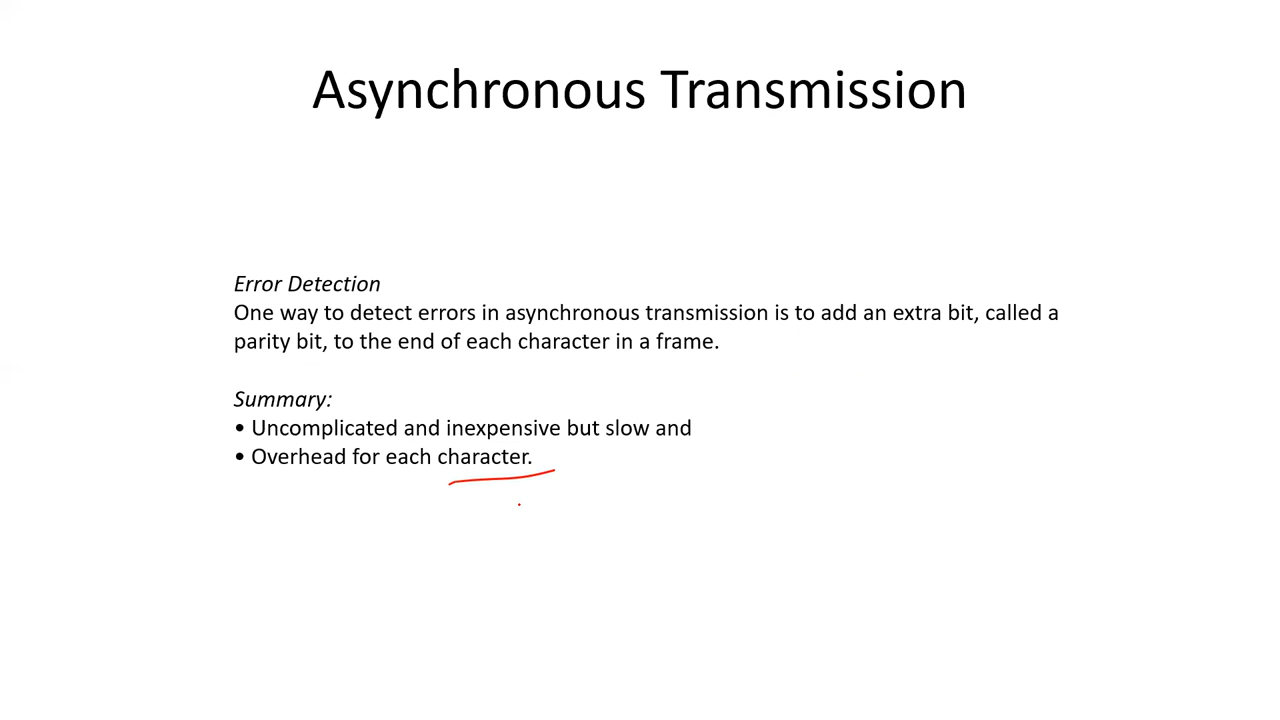 Asynchronous Transmission
Error Detection
One way to detect errors in asynchronous transmission is to add an extra bit, called a
parity bit, to the end of each character in a frame.
Summary:
• Uncomplicated and inexpensive but slow and
• Overhead for each character.